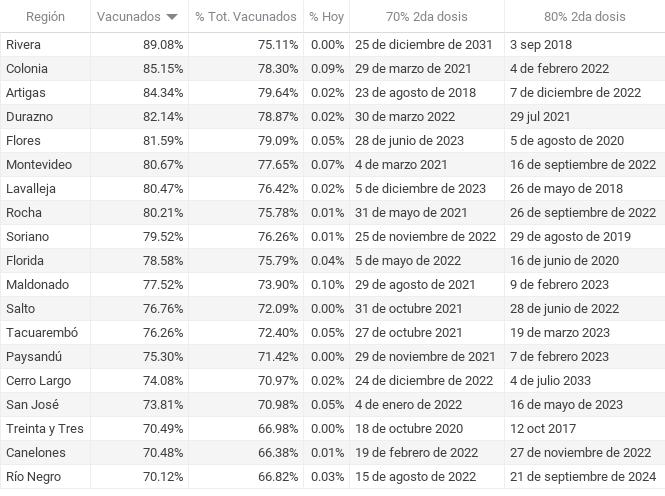 Región Vacunados % Tot. Vacunados % Hoy 70% 2da dosis 80% 2da dosis
Rivera 89.08% 75.11% 0.00% 25 de diciembre de 2031 3 sep 2018
Colonia 85.15% 78.30% 0.09% 29 de marzo de 2021 4 de febrero 2022
Artigas 84.34% 79.64% 0.02% 23 de agosto de 2018 7 de diciembre de 2022
Durazno 82.14% 78.87% 0.02% 30 de marzo 2022 29 jul 2021
Flores 81.59% 79.09% 0.05% 28 de junio de 2023 5 de agosto de 2020
Montevideo 80.67% 77.65% 0.07% 4 de marzo 2021 16 de septiembre de 2022
Lavalleja 80.47% 76.42% 0.02% 5 de diciembre de 2023 26 de mayo de 2018
Rocha 80.21% 75.78% 0.01% 31 de mayo de 2021 26 de septiembre de 2022
Soriano 79.52% 76.26% 0.01% 25 de noviembre de 2022 29 de agosto de 2019
Florida 78.58% 75.79% 0.04% 5 de mayo de 2022 16 de junio de 2020
Maldonado 77.52% 73.90% 0.10% 29 de agosto de 2021 9 de febrero de 2023
Salto 76.76% 72.09% 0.00% 31 de octubre de 2021 28 de junio de 2022
Tacuarembó 76.26% 72.40% 0.05% 27 de octubre de 2021 19 de marzo de 2023
Paysandú 75.30% 71.42% 0.00% 29 de noviembre de 2021 7 de febrero de 2023
Cerro Largo 74.08% 70.97% 0.02% 24 de diciembre de 2022 4 de julio 2033
San José 73.81% 70.98% 0.05% 4 de enero de 2022 16 de mayo de 2023
Treinta y Tres 70.49% 66.98% 0.00% 18 de octubre de 2020 12 oct 2017
Canelones 70.48% 66.38% 0.01% 19 de febrero de 2022 27 de noviembre de 2022
Río Negro 70.12% 66.82% 0.03% 15 de agosto de 2022 21 de septiembre de 2024